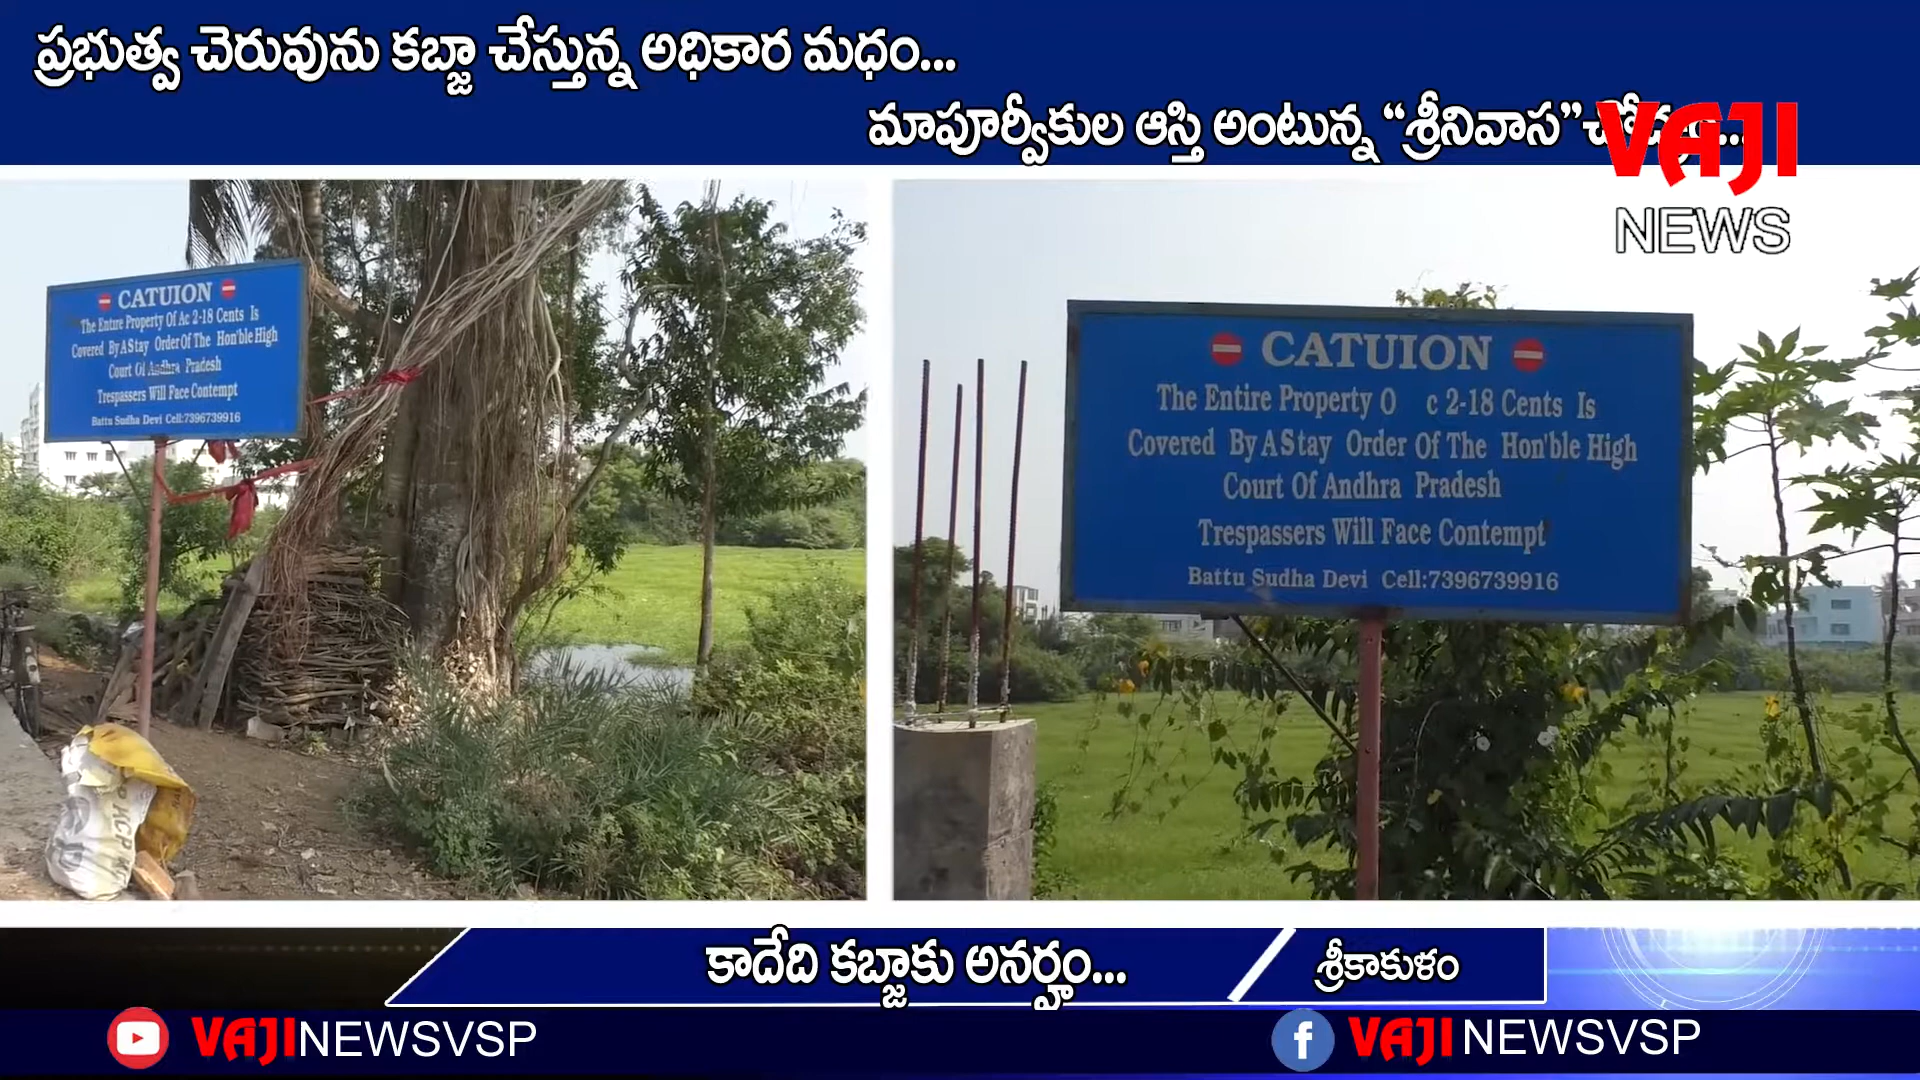 ప్రభుత్వ చెరువును కబ్జా చేస్తున్న అధికార మధం...
మాపూర్వీకుల ఆస్తి అంటున్న “శ్రీనివాస”
VAJI
NEWS
CATUION
The Entire Property Of Ac 2-18 Cents Is
Covered By A Stay Order Of The Hon'ble High
Court Of Andhra Pradesh
Trespassers Will Face Contempt
Battu Sudha Devi Cell:7396739916
CATUION
The Entire Property O c 2-18 Cents Is
Covered By A Stay Order Of The Hon'ble High
Court Of Andhra Pradesh
Trespassers Will Face Contempt
Battu Sudha Devi Cell:7396739916
కాదేది కబ్జాకు అనర్హం...
శ్రీకాకుళం
VAJINEWSVSP
VAJI NEWSVSP